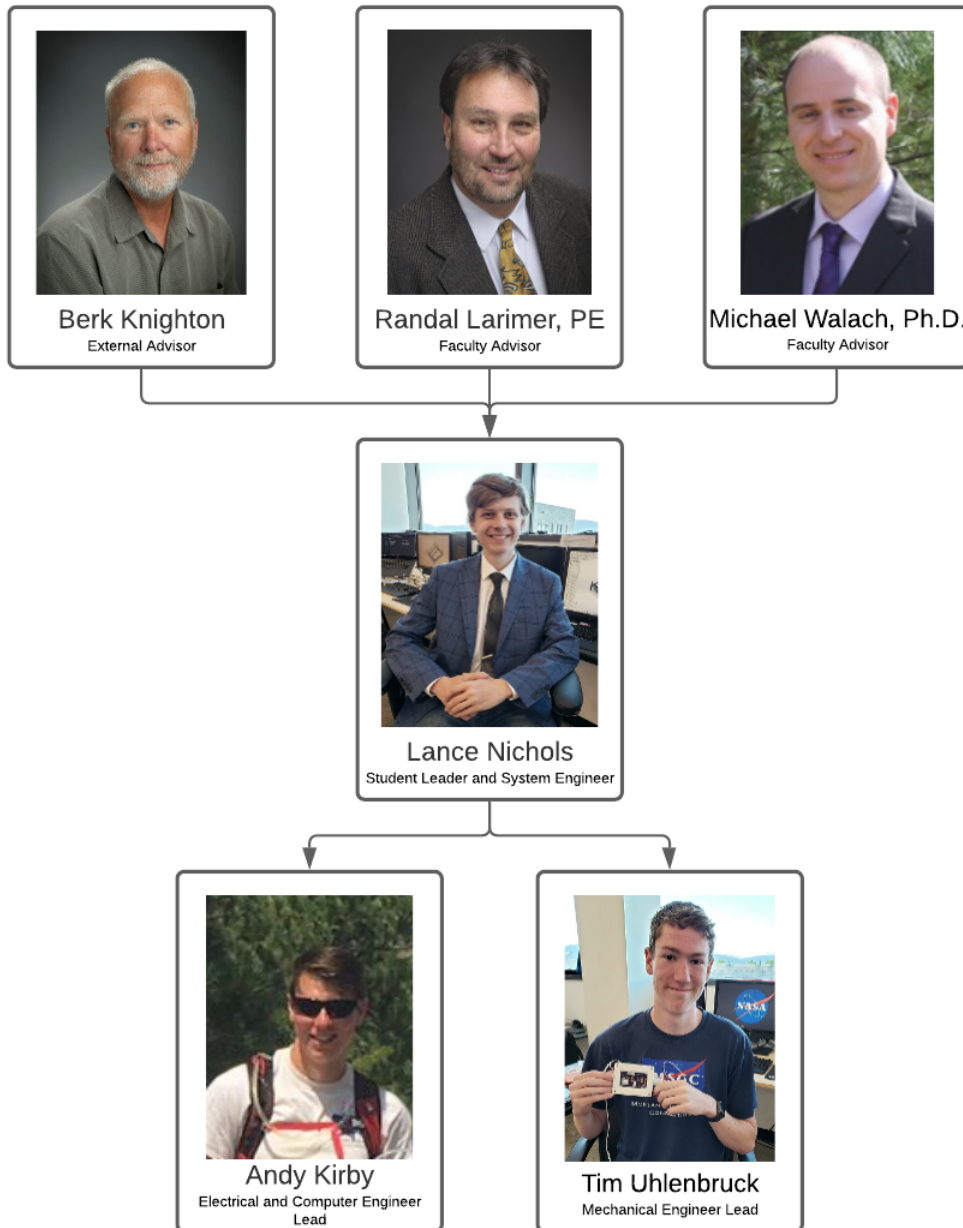 Berk Knighton
External Advisor
Randal Larimer, PE
Faculty Advisor
Michael Walach, Ph.D.
Faculty Advisor
Lance Nichols
Student Leader and System Engineer
NASA
Andy Kirby
Electrical and Computer Engineer
Lead
Tim Uhlenbruck
Mechanical Engineer Lead